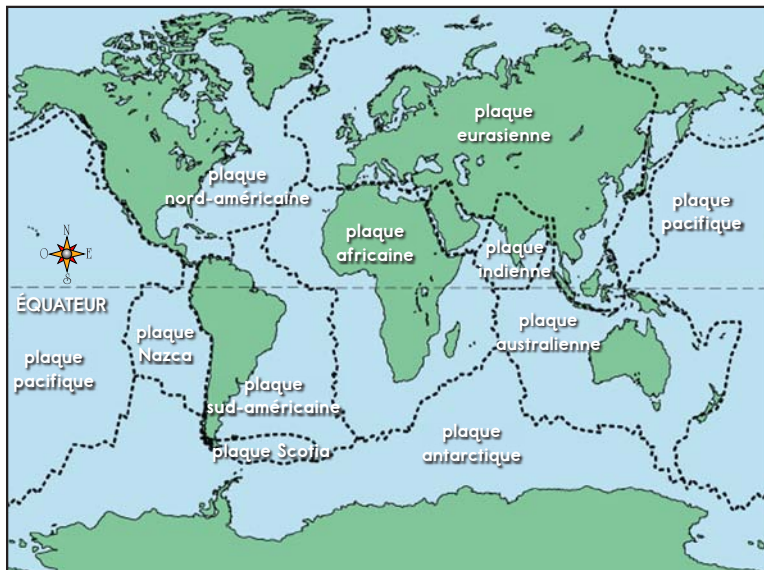 plaque
eurasienne
plaque
nord-américaine
plaque
pacifique
plaque
africaine
plaque
indienne
N
O
E
S
ÉQUATEUR
plaque
Nazca
plaque
australienne
plaque
pacifique
plaque
sud-américaine
plaque Scotia
plaque
antarctique